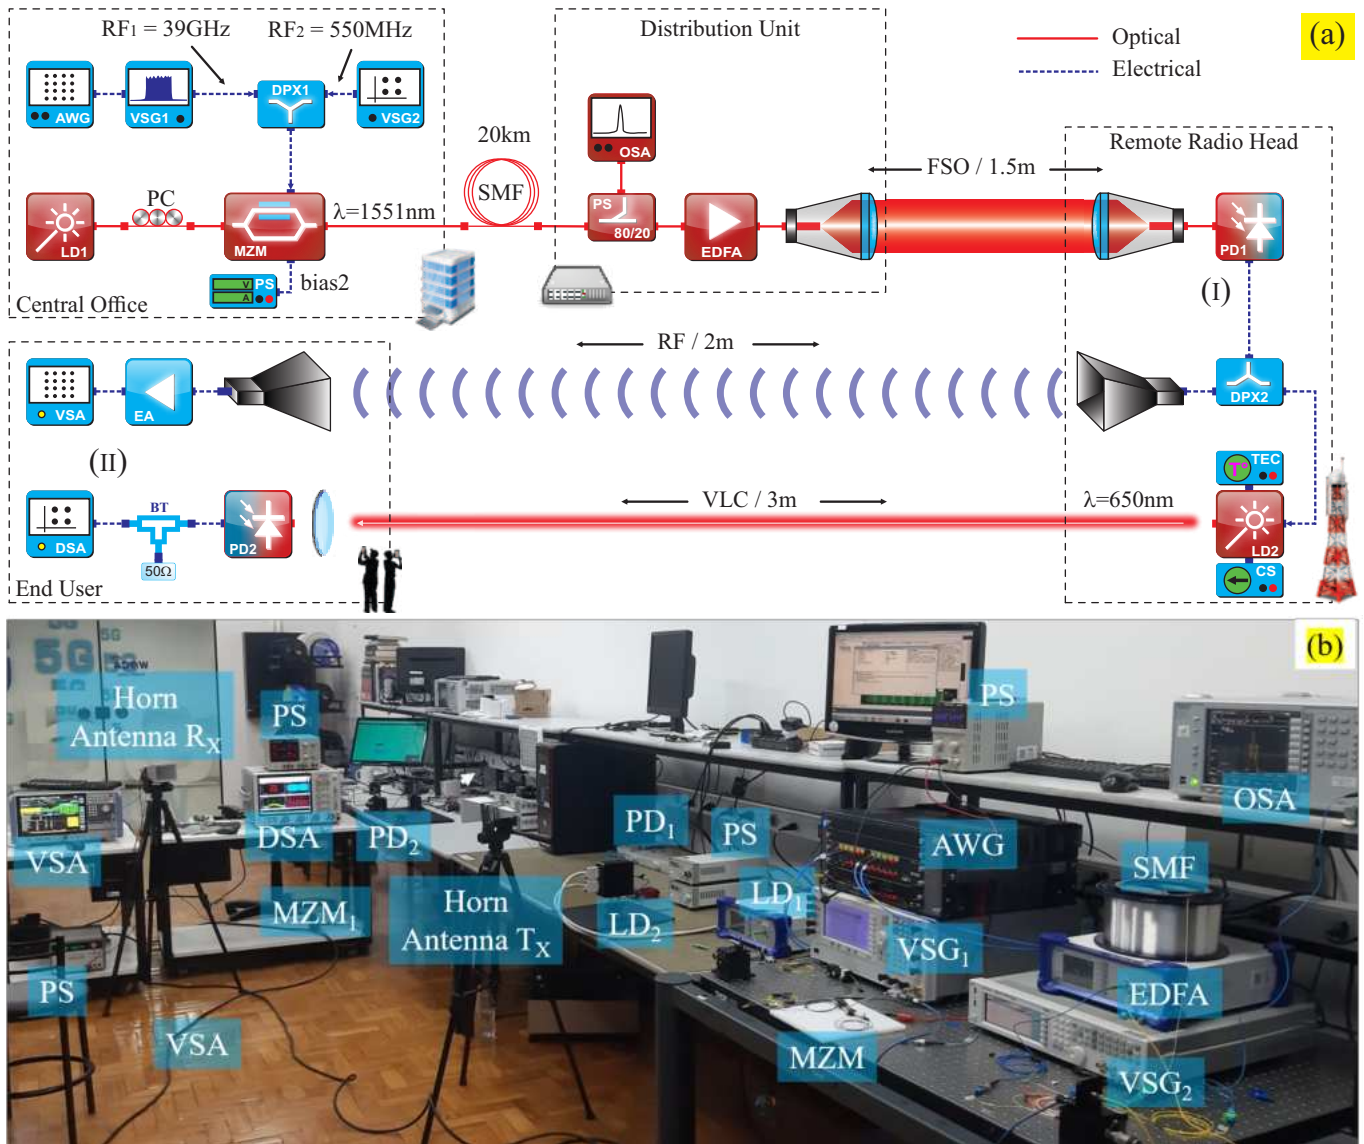 RF1 = 39GHz
RF2 = 550MHz
Distribution Unit
Optical
Electrical
(a)
AWG
VSG1
DPX1
VSG2
OSA
20km
SMF
Remote Radio Head
FSO / 1.5m
PC
λ=1551nm
LD1
MZM
PS
80/20
EDFA
PD1
V
A
PS
bias2
Central Office
(I)
RF / 2m
VSA
EA
DPX2
(II)
TEC
T°
BT
VLC / 3m
λ=650nm
DSA
50Ω
PD2
LD2
CS
End User
(b)
5G
5G
Horn
Antenna RX
PS
PS
OSA
VSA
DSA
PD2
PD1
PS
AWG
SMF
MZM1
Horn
Antenna TX
LD2
LD1
VSG1
EDFA
PS
VSA
MZM
VSG2